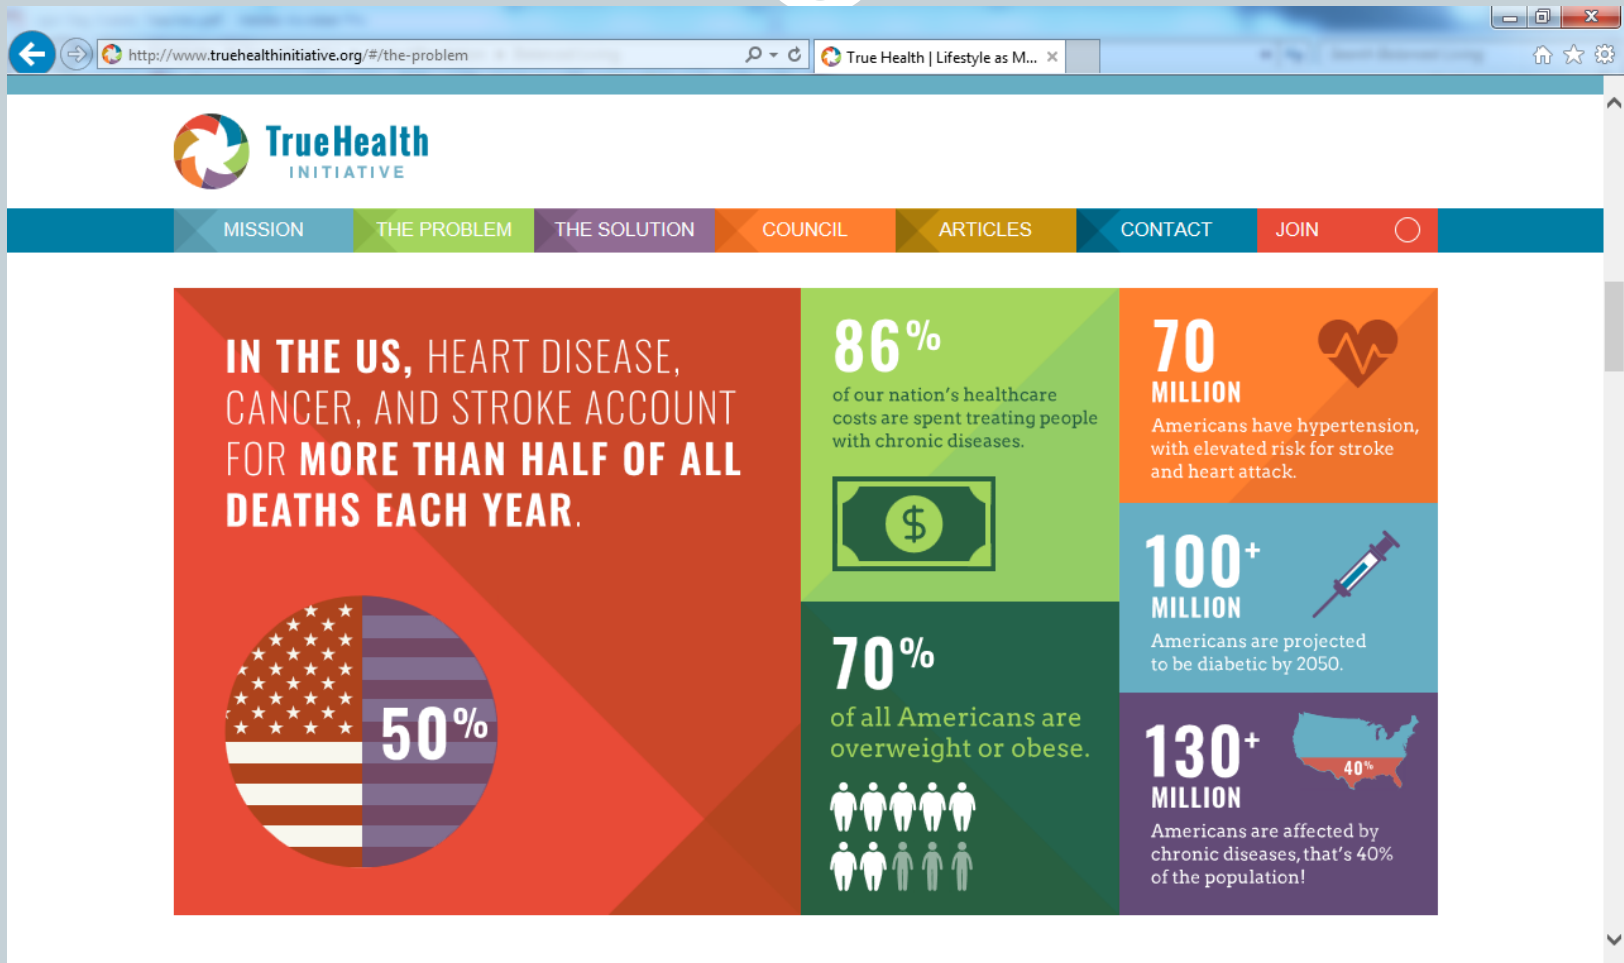 http://www.truehealthinitiative.org/#/the-problem
True Health | Lifestyle as M...
TrueHealth
INITIATIVE
MISSION
THE PROBLEM
THE SOLUTION
COUNCIL
ARTICLES
CONTACT
JOIN
IN THE US, HEART DISEASE,
CANCER, AND STROKE ACCOUNT
FOR MORE THAN HALF OF ALL
DEATHS EACH YEAR.
50%
86%
of our nation's healthcare
costs are spent treating people
with chronic diseases.
$
70%
of all Americans are
overweight or obese.
70
MILLION
Americans have hypertension,
with elevated risk for stroke
and heart attack.
100+
MILLION
Americans are projected
to be diabetic by 2050.
130+
MILLION
40%
Americans are affected by
chronic diseases, that's 40%
of the population!